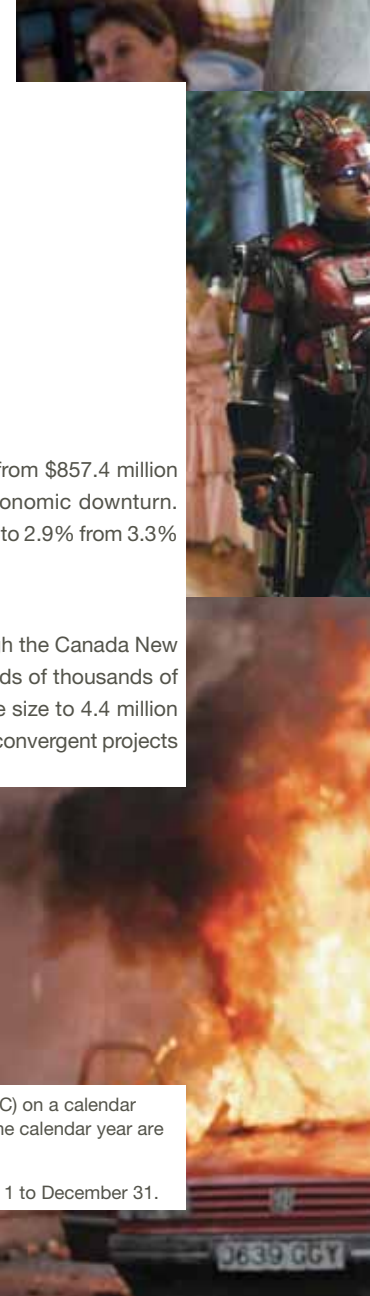 from $857.4 million
onomic downturn.
to 2.9% from 3.3%
h the Canada New
ds of thousands of
e size to 4.4 million
convergent projects
C) on a calendar
he calendar year are
1 to December 31.
J639 GGY